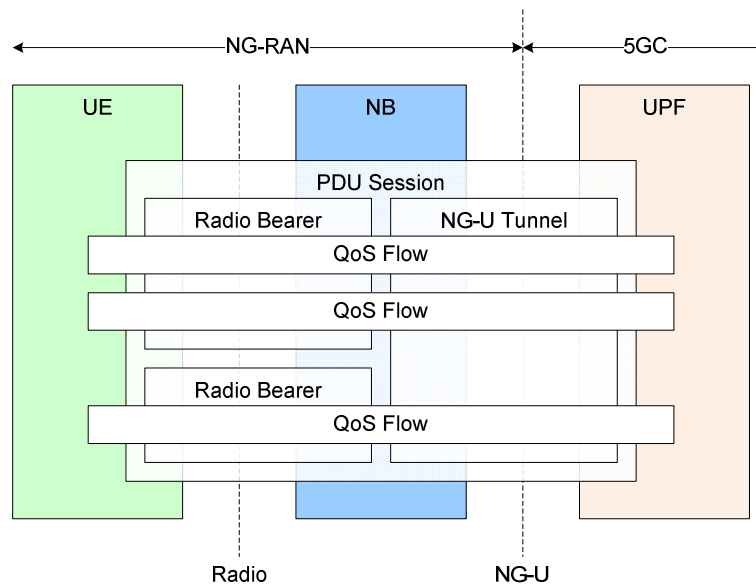 NG-RAN
5GC
UE
NB
UPF
PDU Session
Radio Bearer
NG-U Tunnel
QoS Flow
QoS Flow
Radio Bearer
QoS Flow
Radio
NG-U